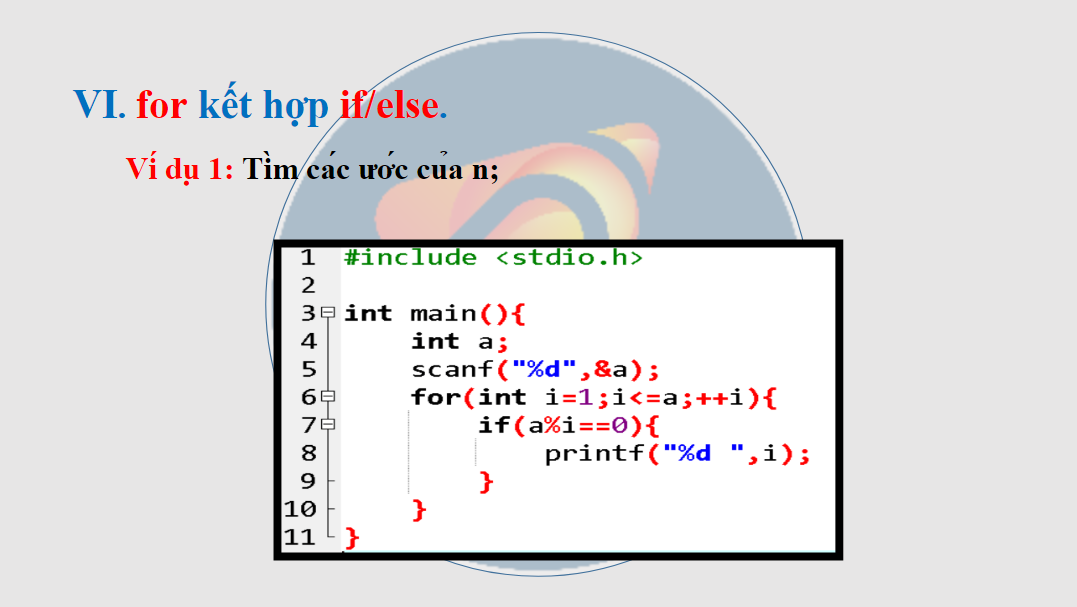 VI. for kết hợp if/else.
Ví dụ 1: Tìm các ước của n;
1 #include <stdio.h>
2
3 int main(){
4 int a;
5 scanf("%d",&a);
6 for(int i=1;i<=a;++i){
7 if(a%i==0){
8 printf("%d ",i);
9 }
10 }
11 }